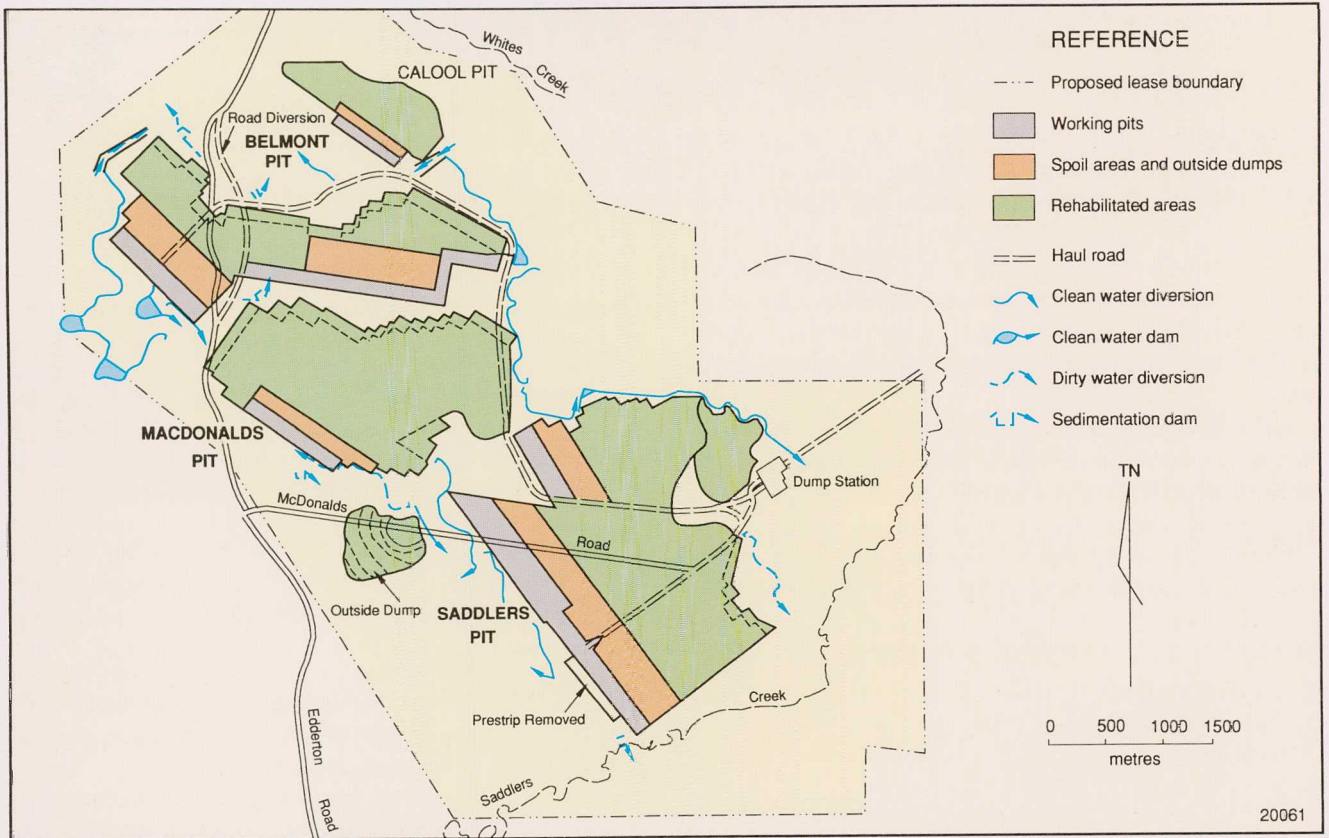 Whites
Creek
CALOOL PIT
Road Diversion
BELMONT
PIT
MACDONALDS
PIT
McDonalds
Road
Outside Dump
SADDLERS
PIT
Prestrip Removed
Dump Station
Creek
Saddlers
Edderton
Road
REFERENCE
Proposed lease boundary
Working pits
Spoil areas and outside dumps
Rehabilitated areas
Haul road
Clean water diversion
Clean water dam
Dirty water diversion
Sedimentation dam
TN
0 500 1000 1500
metres
20061